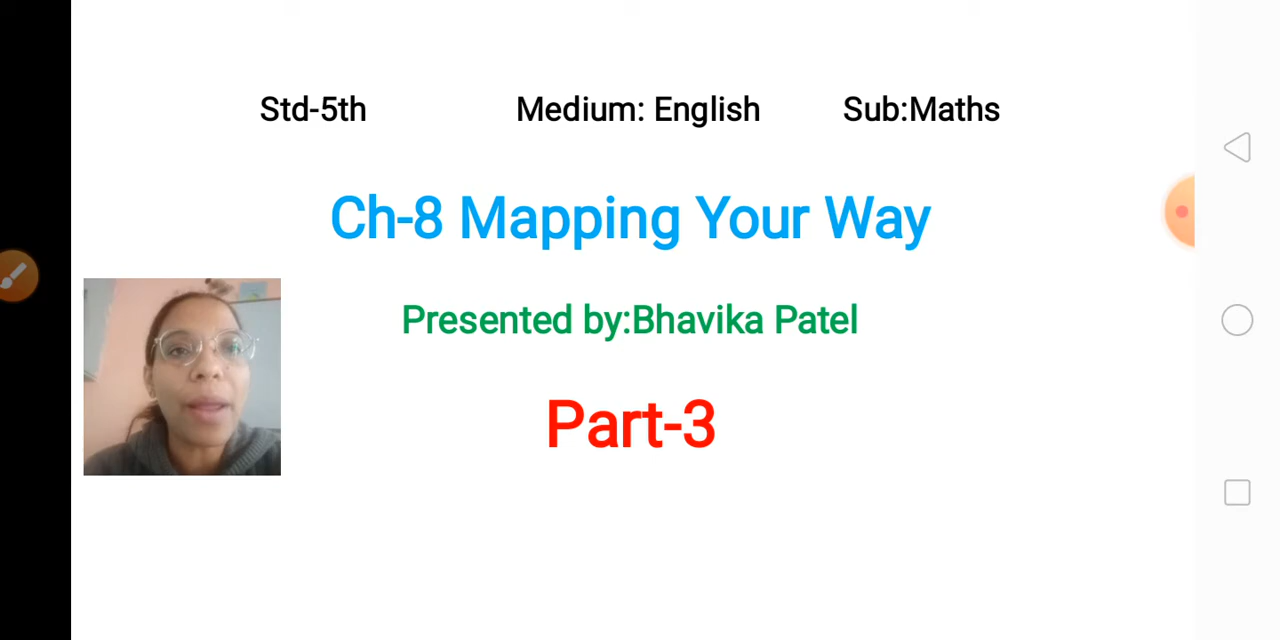 Std-5th Medium: English Sub:Maths
Ch-8 Mapping Your Way
Presented by:Bhavika Patel
Part-3